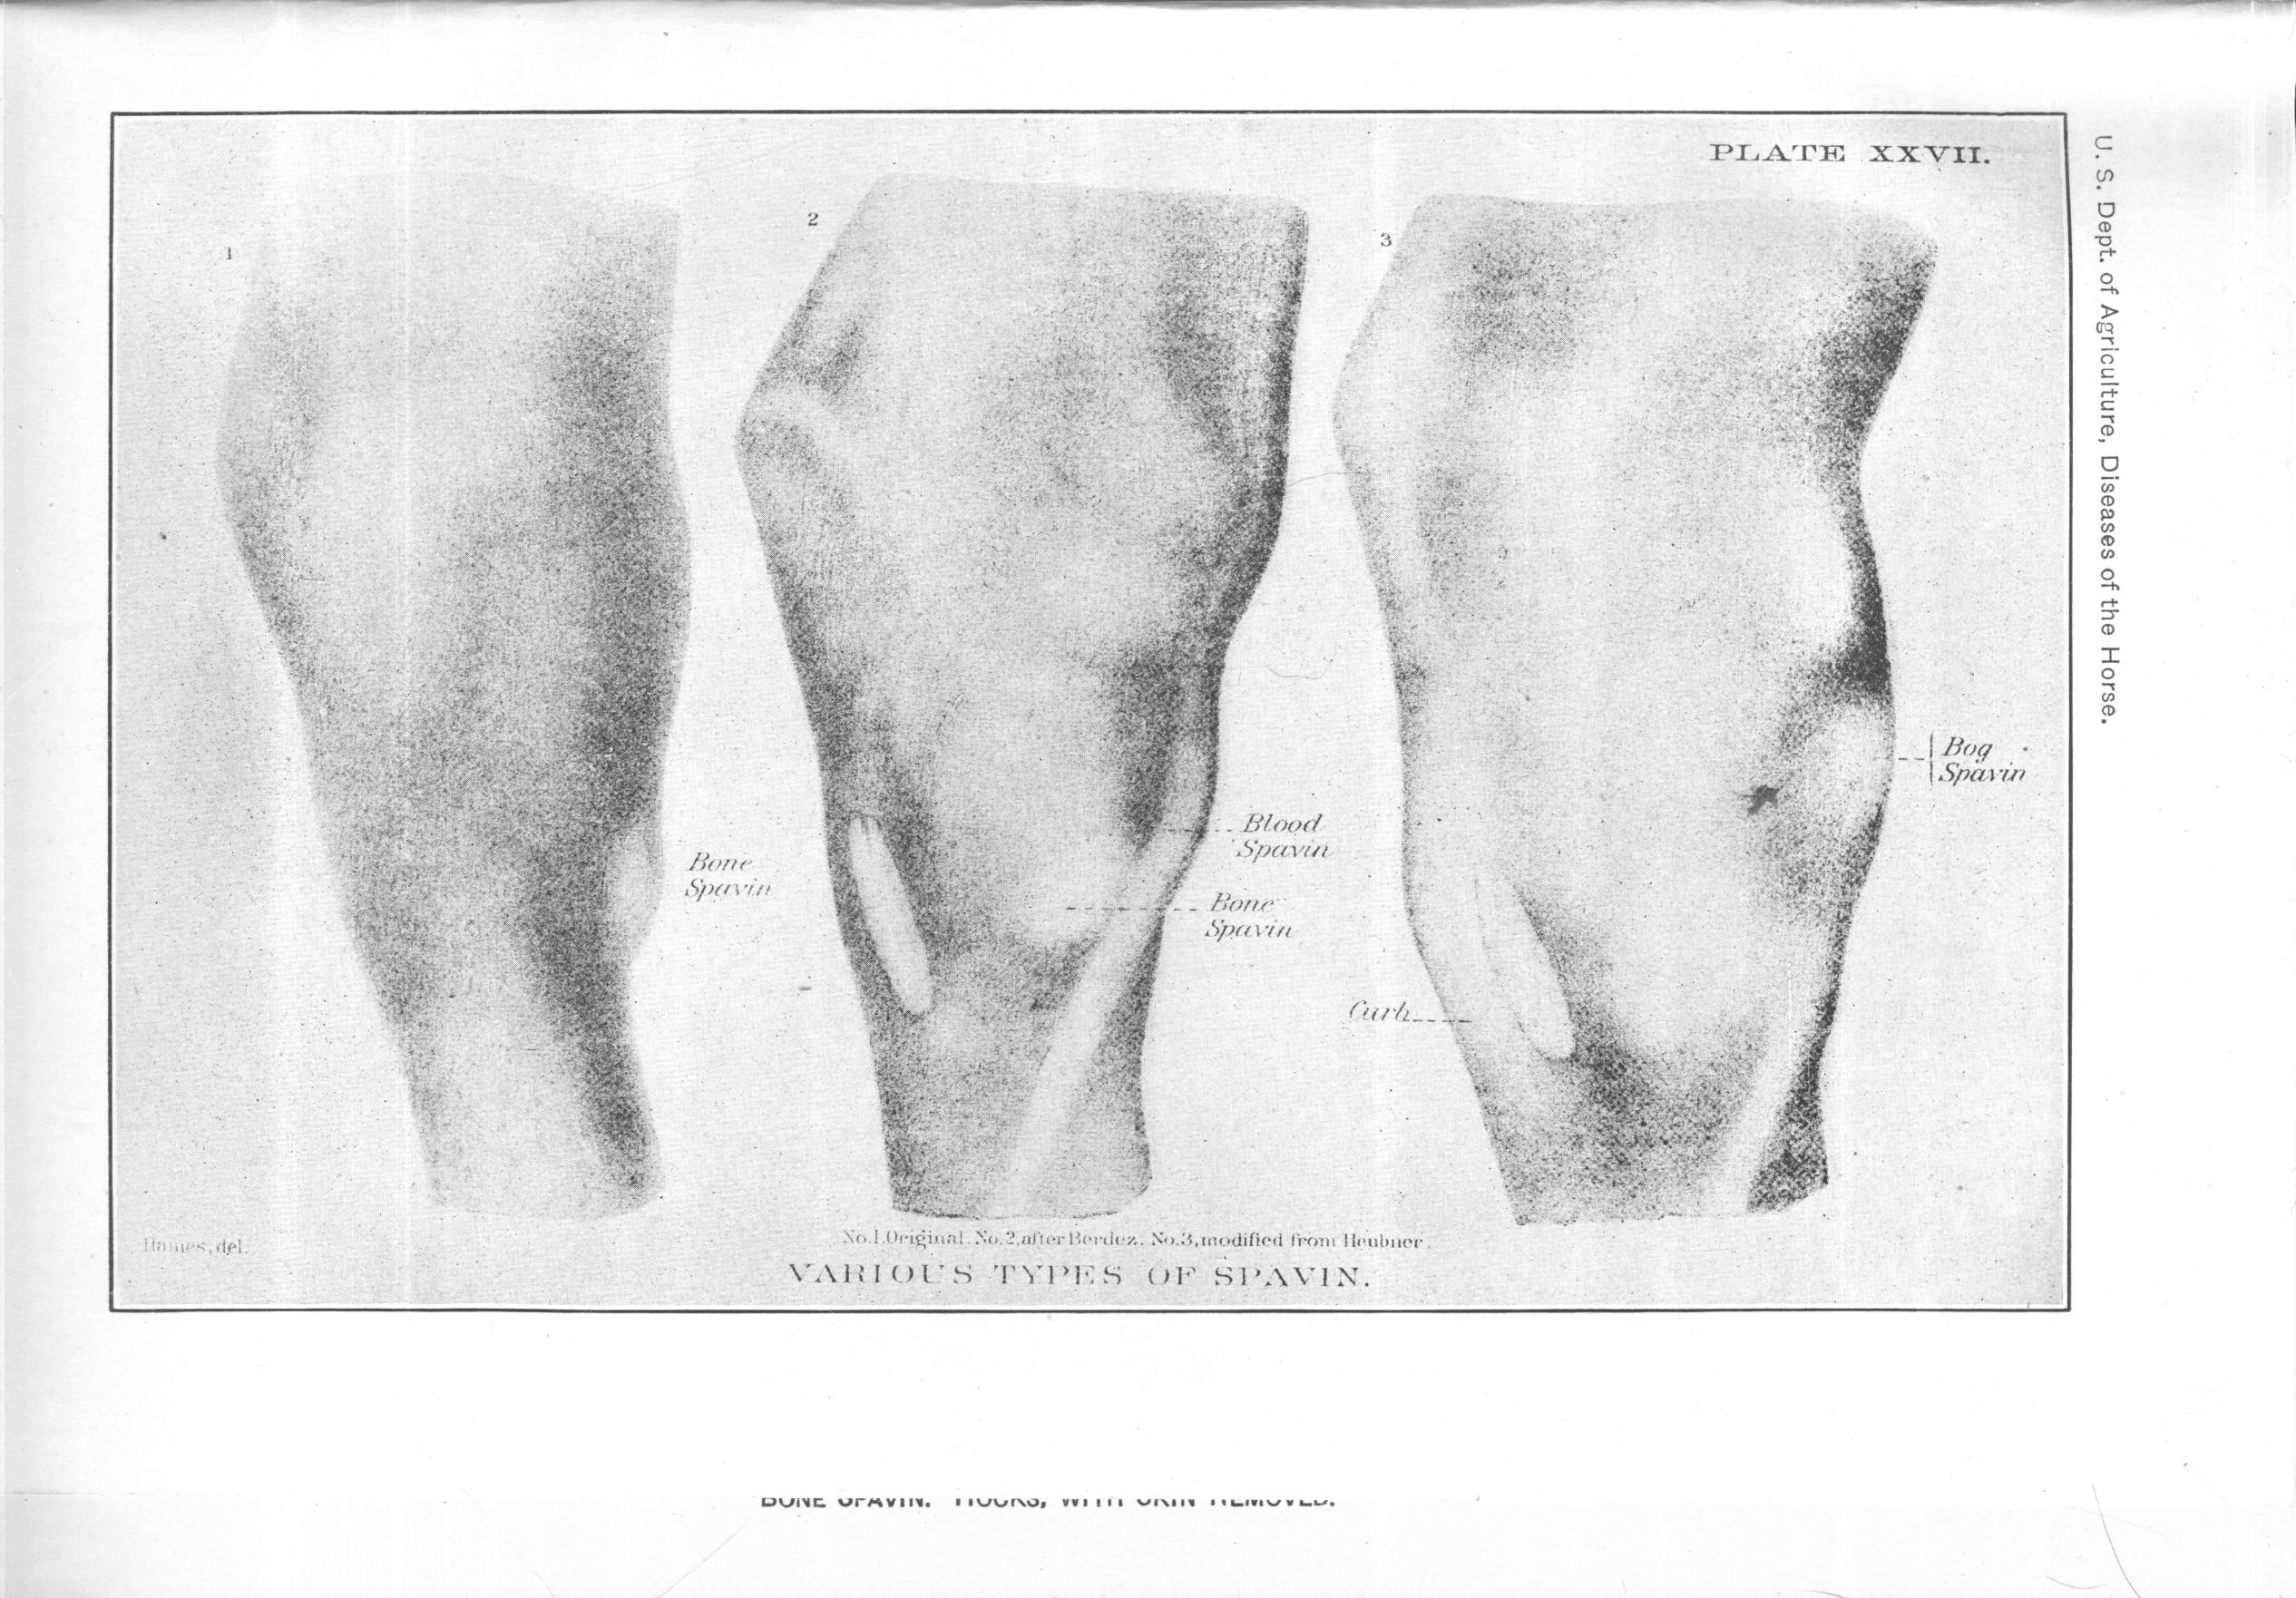 PLATE XXVII.
U. S. Dept. of Agriculture, Diseases of the Horse.
1
2
3
Bone
Spavin
Blood
Spavin
Bone
Spavin
Bog
Spavin
Curb
Haines, del.
No.1, Original. No.2, after Berdez. No.3, modified from Heubner.
VARIOUS TYPES OF SPAVIN.
BONE SPAVIN. HOCKS, WITH SKIN REMOVED.